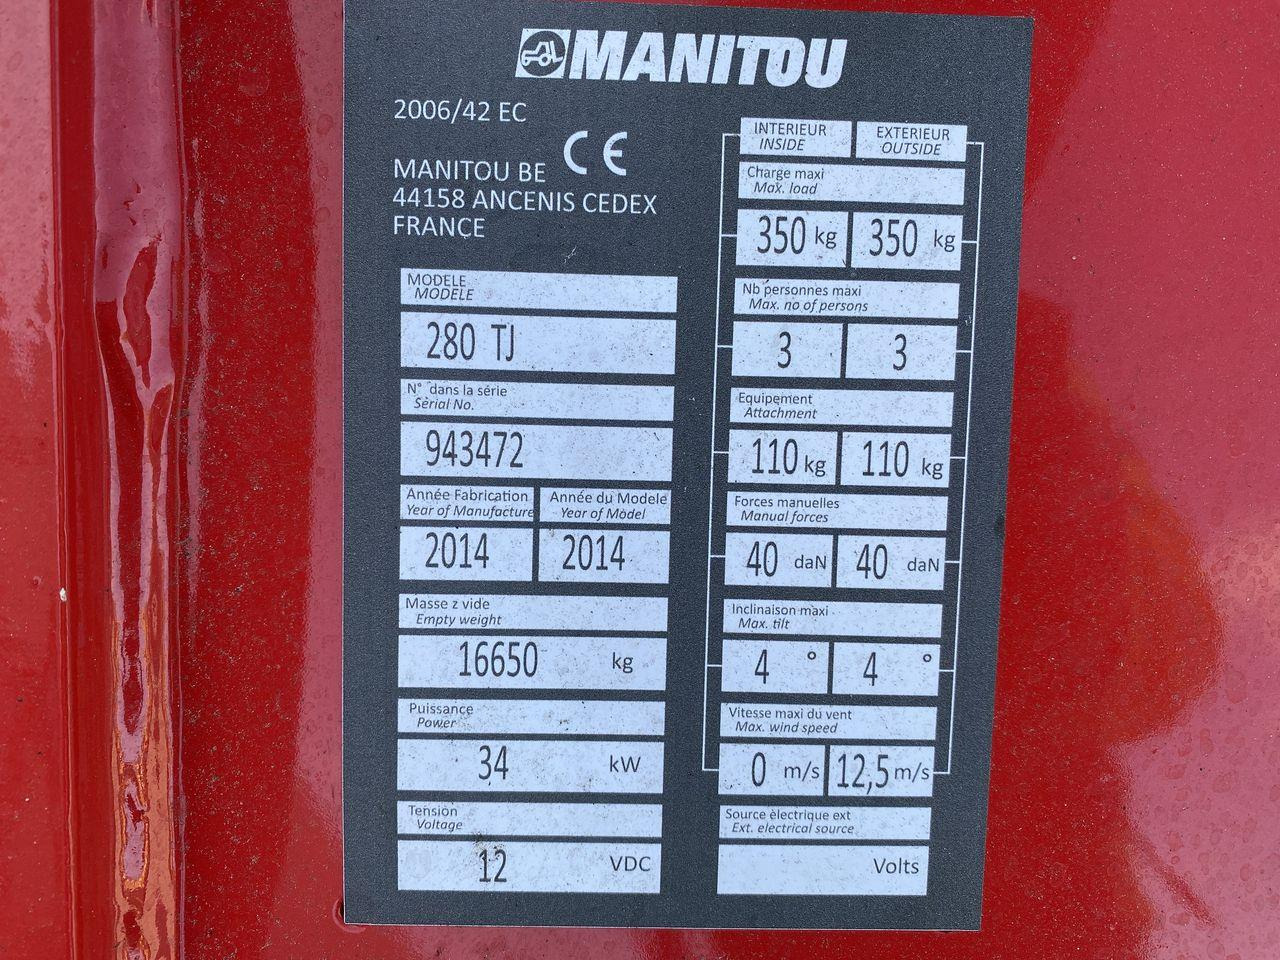 MANITOU
2006/42 EC
CE
MANITOU BE
44158 ANCENIS CEDEX
FRANCE
MODELE
MODELE
280 TJ
N° dans la série
Serial No.
943472
Année Fabrication
Year of Manufacture
Année du Modele
Year of Model
2014
2014
Masse z vide
Empty weight
16650 kg
Puissance
Power
34 kW
Tension
Voltage
12 VDC
INTERIEUR
INSIDE
EXTERIEUR
OUTSIDE
Charge maxi
Max. load
350 kg 350 kg
Nb personnes maxi
Max. no of persons
3 3
Equipement
Attachment
110 kg 110 kg
Forces manuelles
Manual forces
40 daN 40 daN
Inclinaison maxi
Max. tilt
4 ° 4 °
Vitesse maxi du vent
Max. wind speed
0 m/s 12,5 m/s
Source èlectrique ext
Ext. electrical source
Volts